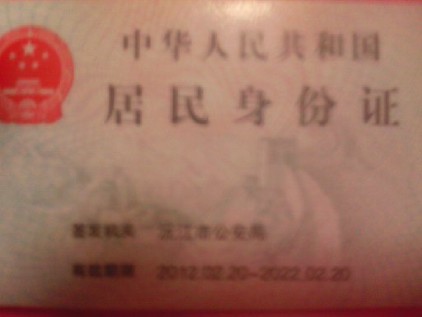 中华人民共和国
居民身份证
签发机关 沅江市公安局
有效期限 2012.02.20-2022.02.20